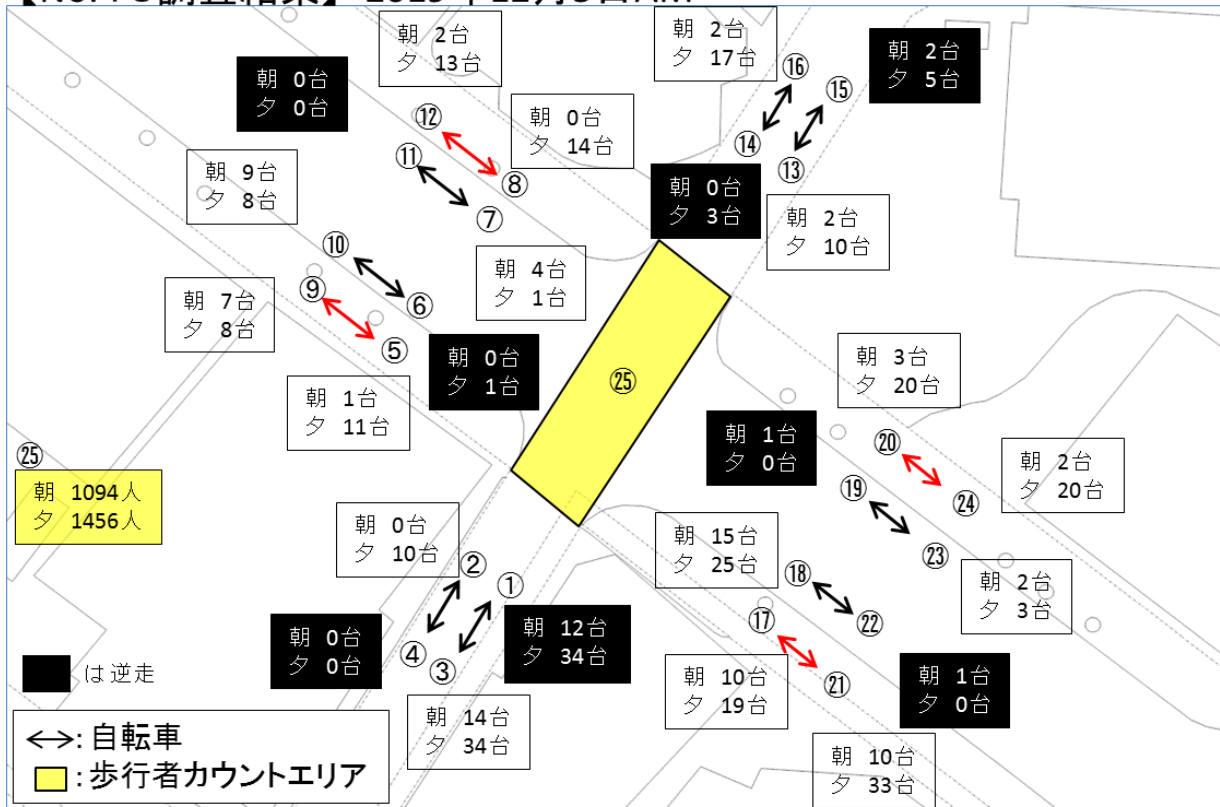 朝 2台
夕 13台
朝 2台
夕 17台
朝 2台
夕 5台
朝 0台
夕 0台
⑯
⑮
⑫
朝 0台
夕 14台
⑭
⑬
⑪
⑧
朝 9台
夕 8台
朝 0台
夕 3台
⑦
朝 2台
夕 10台
⑩
朝 4台
夕 1台
⑨
⑥
朝 7台
夕 8台
⑤
朝 0台
夕 1台
朝 3台
夕 20台
㉕
朝 1台
夕 11台
朝 1台
夕 0台
⑳
朝 2台
夕 20台
㉕
朝 1094人
夕 1456人
⑲
㉔
朝 0台
夕 10台
朝 15台
夕 25台
㉓
②
①
⑱
朝 2台
夕 3台
⑰
㉒
朝 0台
夕 0台
④
③
朝 12台
夕 34台
㉑
は逆走
朝 10台
夕 19台
朝 1台
夕 0台
朝 14台
夕 34台
朝 10台
夕 33台
:自転車
:歩行者カウントエリア